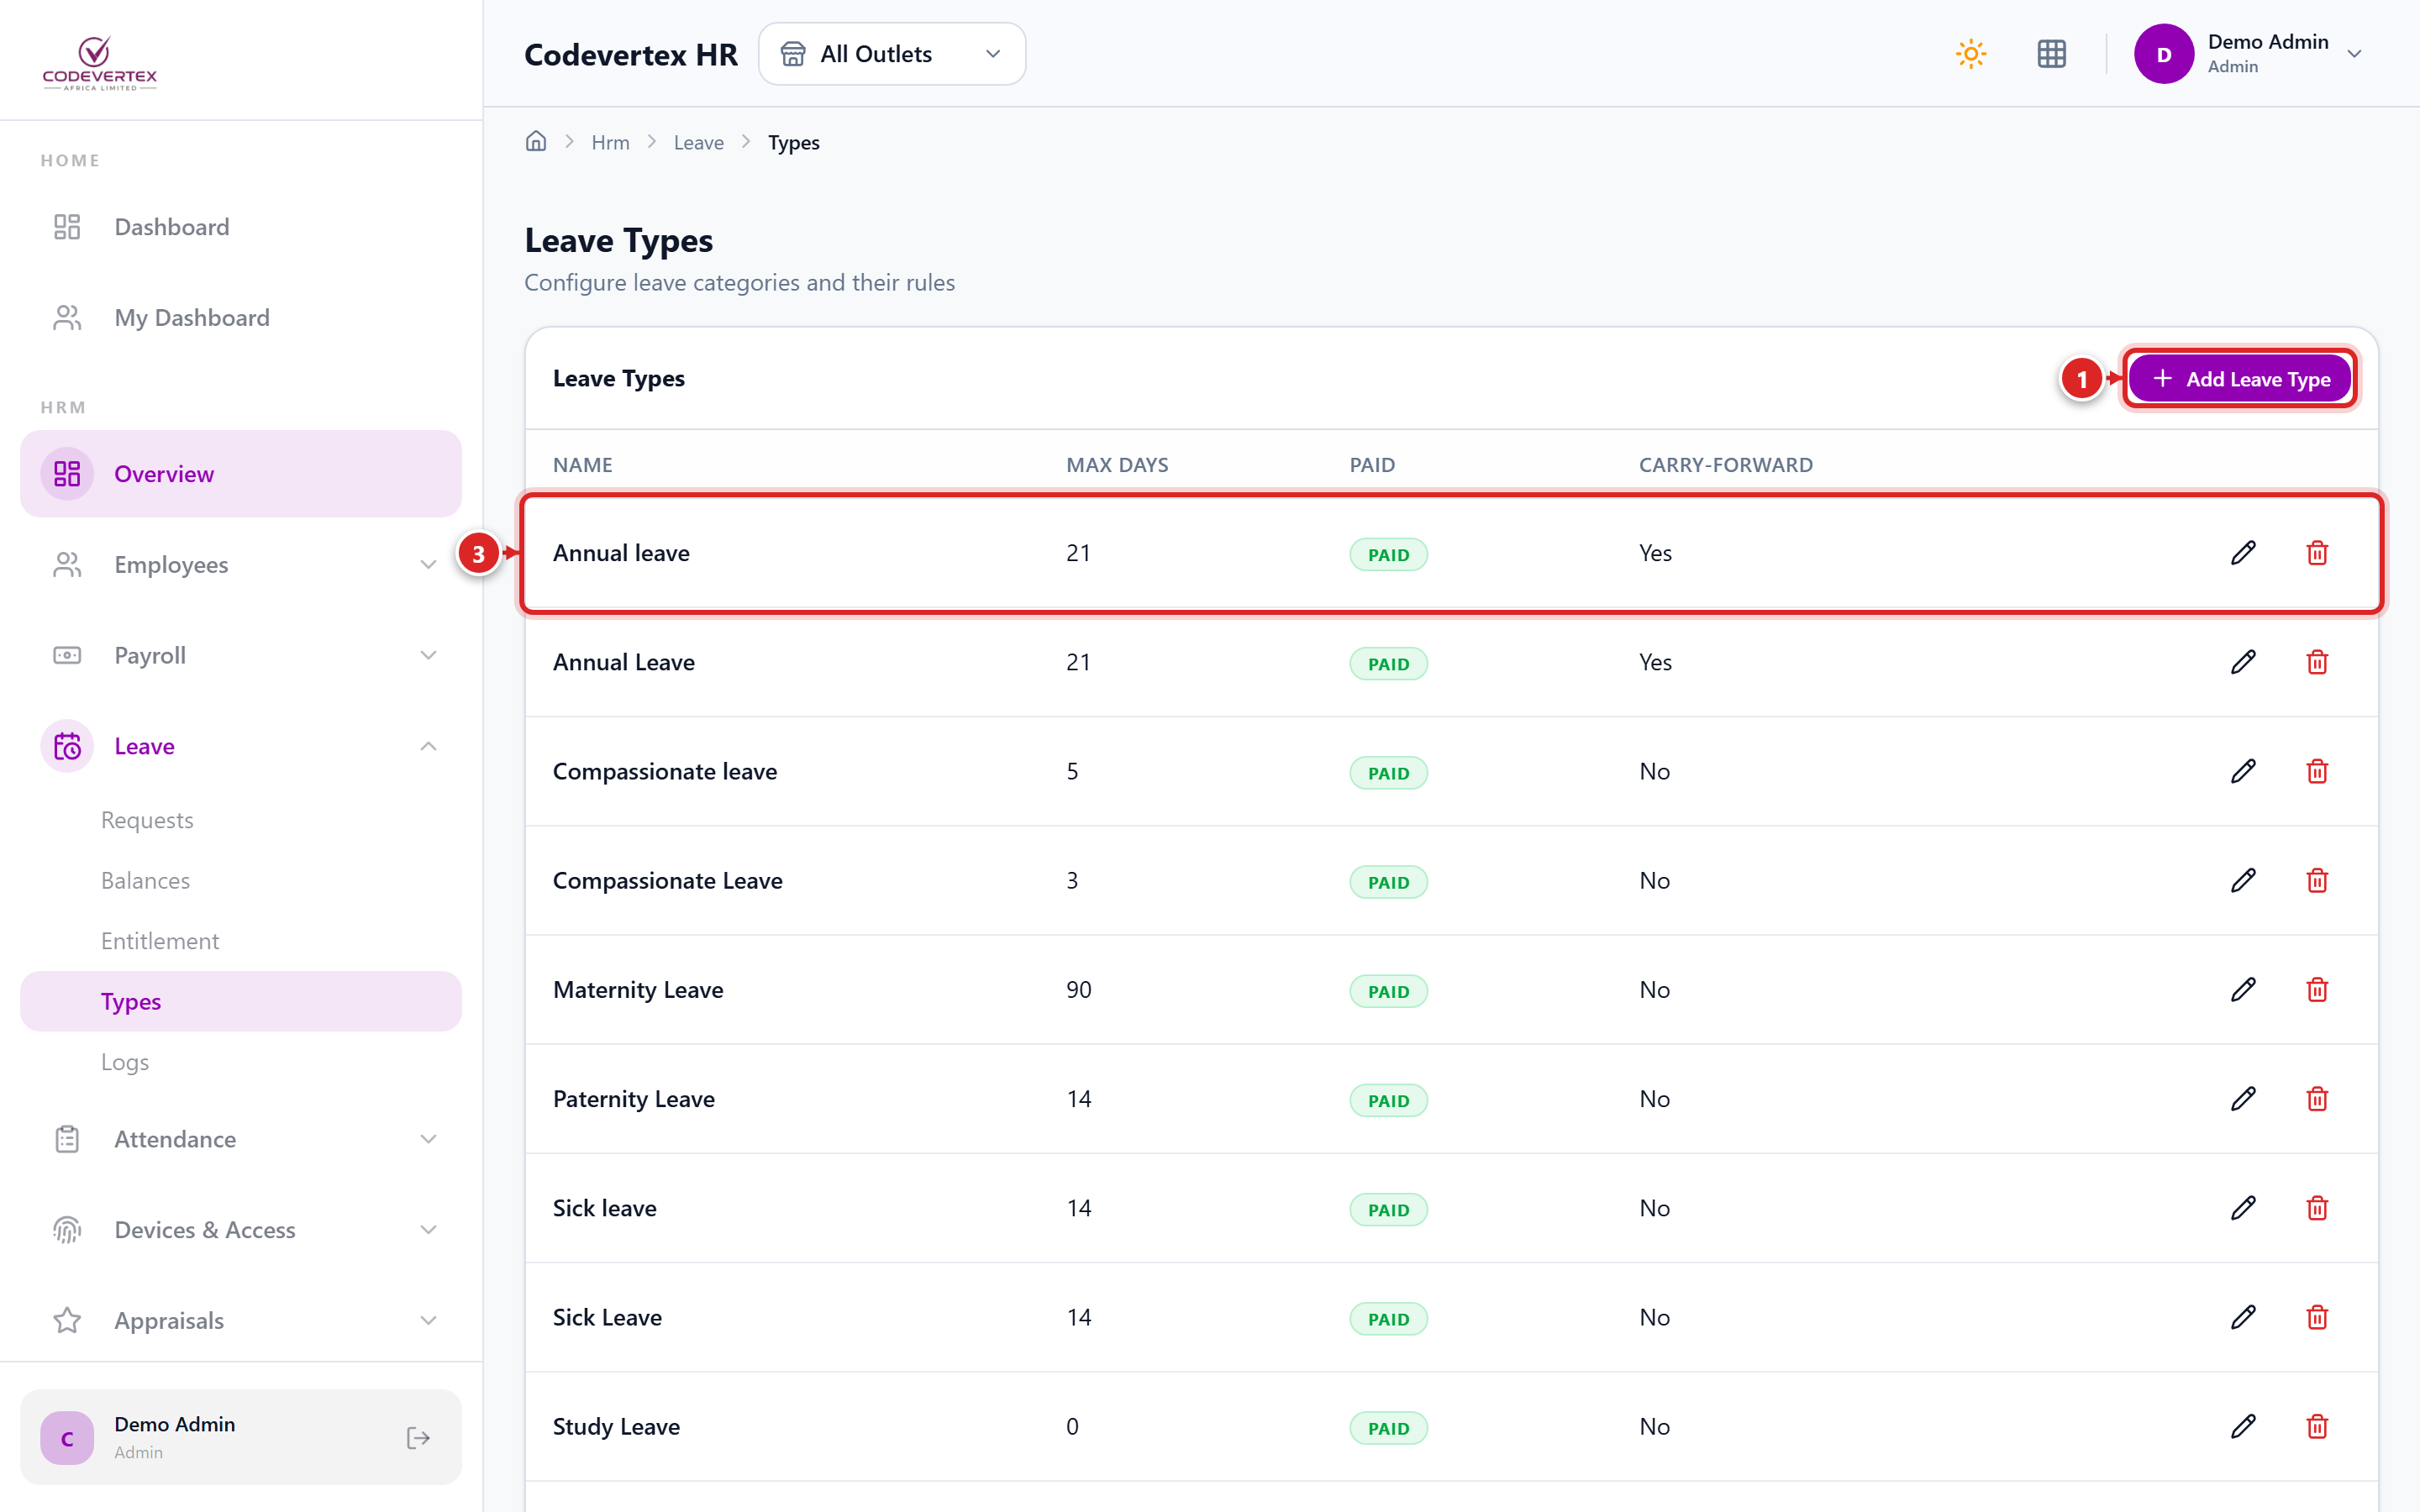 CODEVERTEX
AFRICA LIMITED
HOME
Dashboard
My Dashboard
HRM
Overview
Employees
Payroll
Leave
Requests
Balances
Entitlement
Types
Logs
Attendance
Devices & Access
Appraisals
C
Demo Admin
Admin
Codevertex HR
All Outlets
D
Demo Admin
Admin
Hrm Leave Types
Leave Types
Configure leave categories and their rules
Leave Types
1
Add Leave Type
NAME MAX DAYS PAID CARRY-FORWARD
3
Annual leave 21 PAID Yes
Annual Leave 21 PAID Yes
Compassionate leave 5 PAID No
Compassionate Leave 3 PAID No
Maternity Leave 90 PAID No
Paternity Leave 14 PAID No
Sick leave 14 PAID No
Sick Leave 14 PAID No
Study Leave 0 PAID No